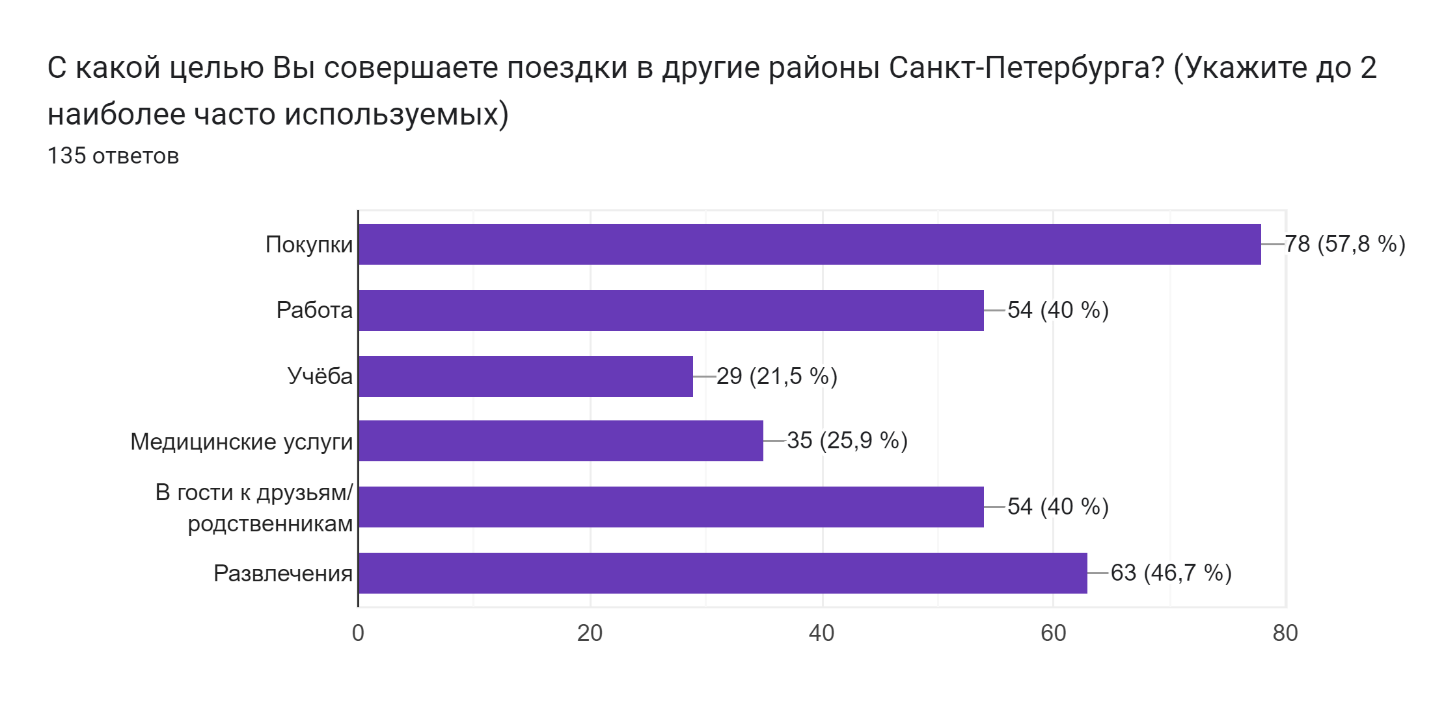 С какой целью Вы совершаете поездки в другие районы Санкт-Петербурга? (Укажите до 2
наиболее часто используемых)
135 ответов
Покупки
78 (57,8 %)
Работа
54 (40 %)
Учёба
29 (21,5 %)
Медицинские услуги
35 (25,9 %)
В гости к друзьям/
родственникам
54 (40 %)
Развлечения
63 (46,7 %)
0
20
40
60
80